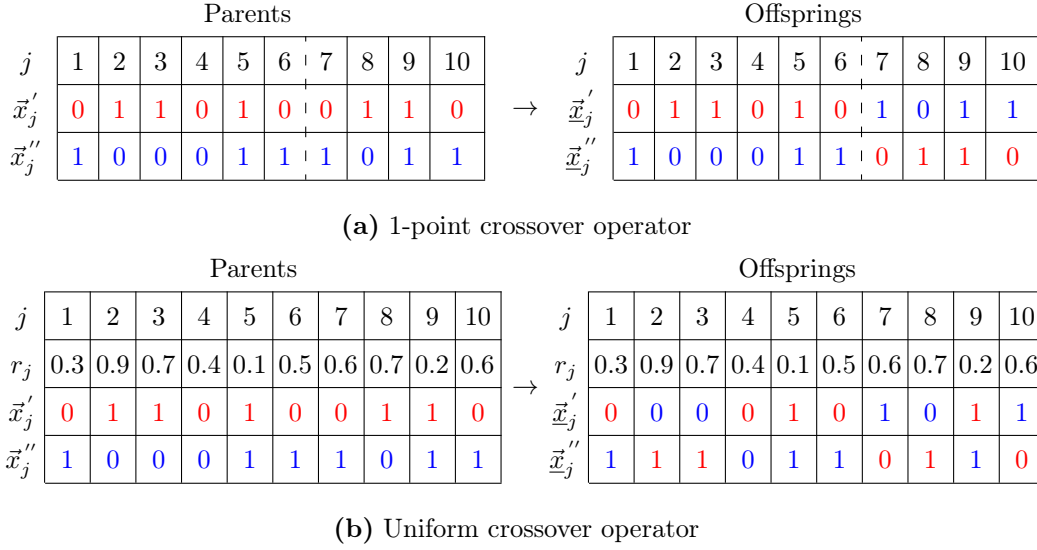 Parents Offsprings
j 1 2 3 4 5 6 7 8 9 10 j 1 2 3 4 5 6 7 8 9 10
x⃗′j 0 1 1 0 1 0 0 1 1 0 → x̲⃗′j 0 1 1 0 1 0 1 0 1 1
x⃗′′j 1 0 0 0 1 1 1 0 1 1 x̲⃗′′j 1 0 0 0 1 1 0 1 1 0
(a) 1-point crossover operator
Parents Offsprings
j 1 2 3 4 5 6 7 8 9 10 j 1 2 3 4 5 6 7 8 9 10
rj 0.3 0.9 0.7 0.4 0.1 0.5 0.6 0.7 0.2 0.6 → rj 0.3 0.9 0.7 0.4 0.1 0.5 0.6 0.7 0.2 0.6
x⃗′j 0 1 1 0 1 0 0 1 1 0 x̲⃗′j 0 0 0 0 1 0 1 0 1 1
x⃗′′j 1 0 0 0 1 1 1 0 1 1 x̲⃗′′j 1 1 1 0 1 1 0 1 1 0
(b) Uniform crossover operator